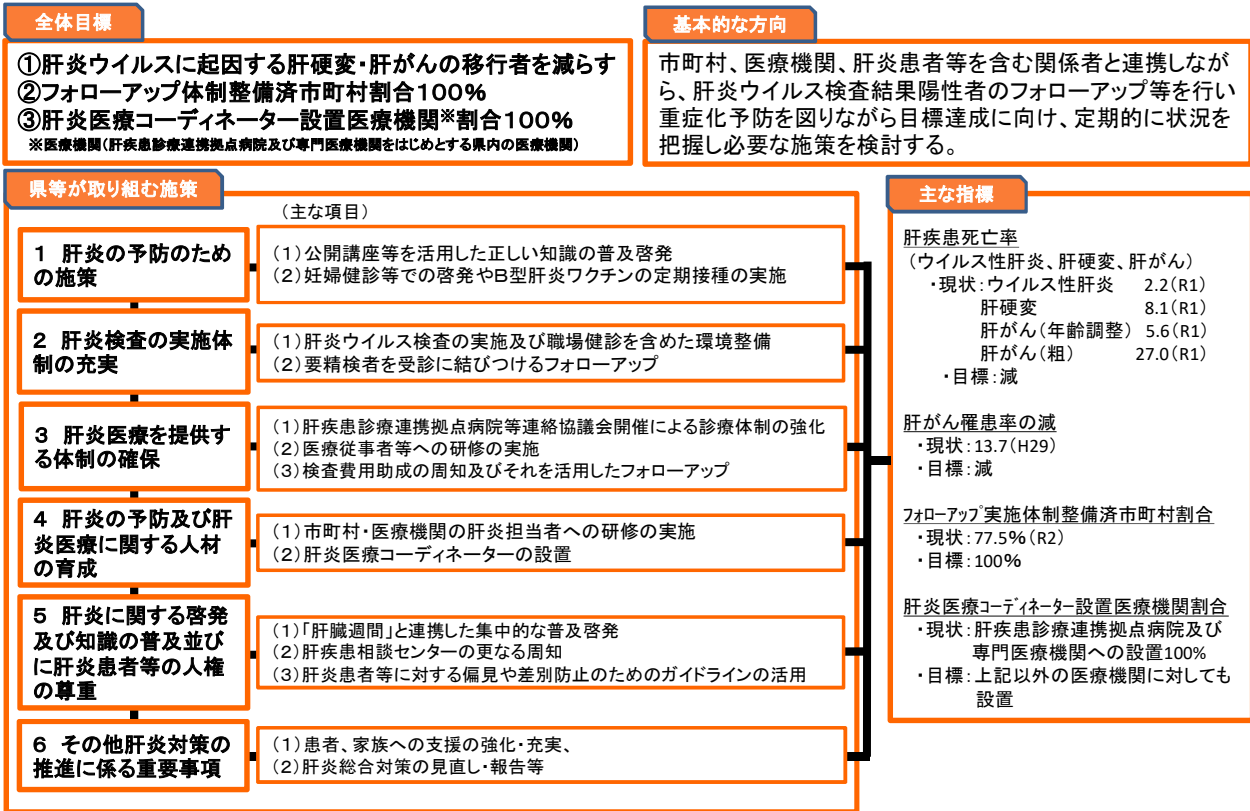 全体目標
①肝炎ウイルスに起因する肝硬変・肝がんの移行者を減らす
②フォローアップ体制整備済市町村割合100%
③肝炎医療コーディネーター設置医療機関※割合100%
※医療機関(肝疾患診療連携拠点病院及び専門医療機関をはじめとする県内の医療機関)
基本的な方向
市町村、医療機関、肝炎患者等を含む関係者と連携しなが
ら、肝炎ウイルス検査結果陽性者のフォローアップ等を行い
重症化予防を図りながら目標達成に向け、定期的に状況を
把握し必要な施策を検討する。
県等が取り組む施策
(主な項目)
1 肝炎の予防のため
の施策
(1)公開講座等を活用した正しい知識の普及啓発
(2)妊婦健診等での啓発やB型肝炎ワクチンの定期接種の実施
2 肝炎検査の実施体
制の充実
(1)肝炎ウイルス検査の実施及び職場健診を含めた環境整備
(2)要精検者を受診に結びつけるフォローアップ
3 肝炎医療を提供す
る体制の確保
(1)肝疾患診療連携拠点病院等連絡協議会開催による診療体制の強化
(2)医療従事者等への研修の実施
(3)検査費用助成の周知及びそれを活用したフォローアップ
4 肝炎の予防及び肝
炎医療に関する人材
の育成
(1)市町村・医療機関の肝炎担当者への研修の実施
(2)肝炎医療コーディネーターの設置
5 肝炎に関する啓発
及び知識の普及並び
に肝炎患者等の人権
の尊重
(1)「肝臓週間」と連携した集中的な普及啓発
(2)肝疾患相談センターの更なる周知
(3)肝炎患者等に対する偏見や差別防止のためのガイドラインの活用
6 その他肝炎対策の
推進に係る重要事項
(1)患者、家族への支援の強化・充実、
(2)肝炎総合対策の見直し・報告等
主な指標
肝疾患死亡率
(ウイルス性肝炎、肝硬変、肝がん)
・現状:ウイルス性肝炎 2.2(R1)
肝硬変 8.1(R1)
肝がん(年齢調整) 5.6(R1)
肝がん(粗) 27.0(R1)
・目標:減
肝がん罹患率の減
・現状:13.7(H29)
・目標:減
フォローアップ実施体制整備済市町村割合
・現状:77.5%(R2)
・目標:100%
肝炎医療コーディネーター設置医療機関割合
・現状:肝疾患診療連携拠点病院及び
専門医療機関への設置100%
・目標:上記以外の医療機関に対しても
設置